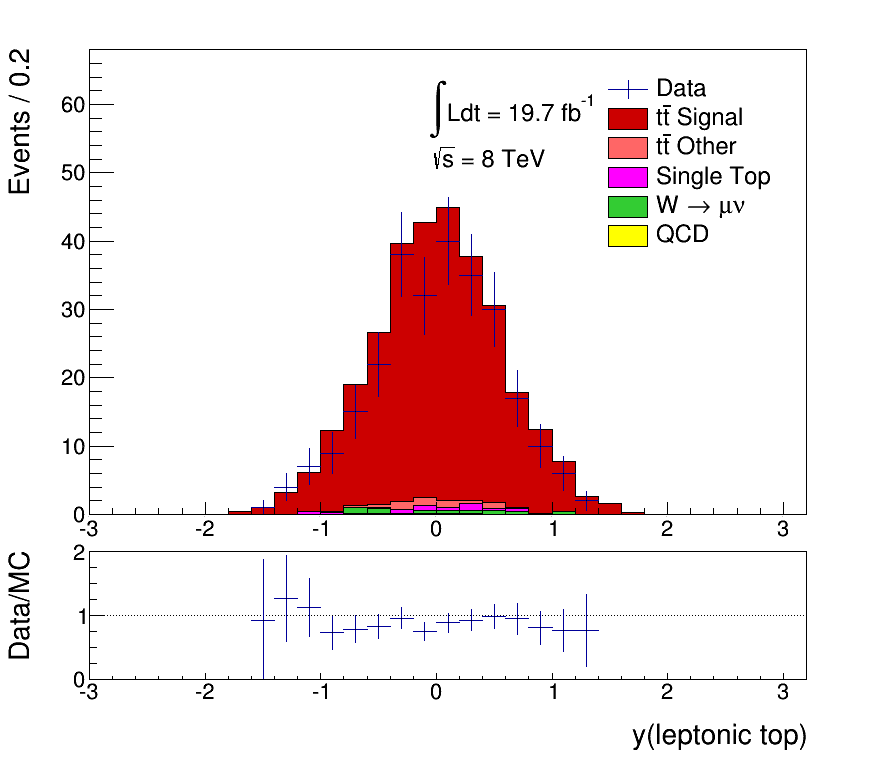 Events / 0.2
60
50
40
30
20
10
0
∫Ldt = 19.7 fb⁻¹
√s = 8 TeV
Data
tt̄ Signal
tt̄ Other
Single Top
W → μν
QCD
-3 -2 -1 0 1 2 3
Data/MC
2
1
0
-3 -2 -1 0 1 2 3
y(leptonic top)